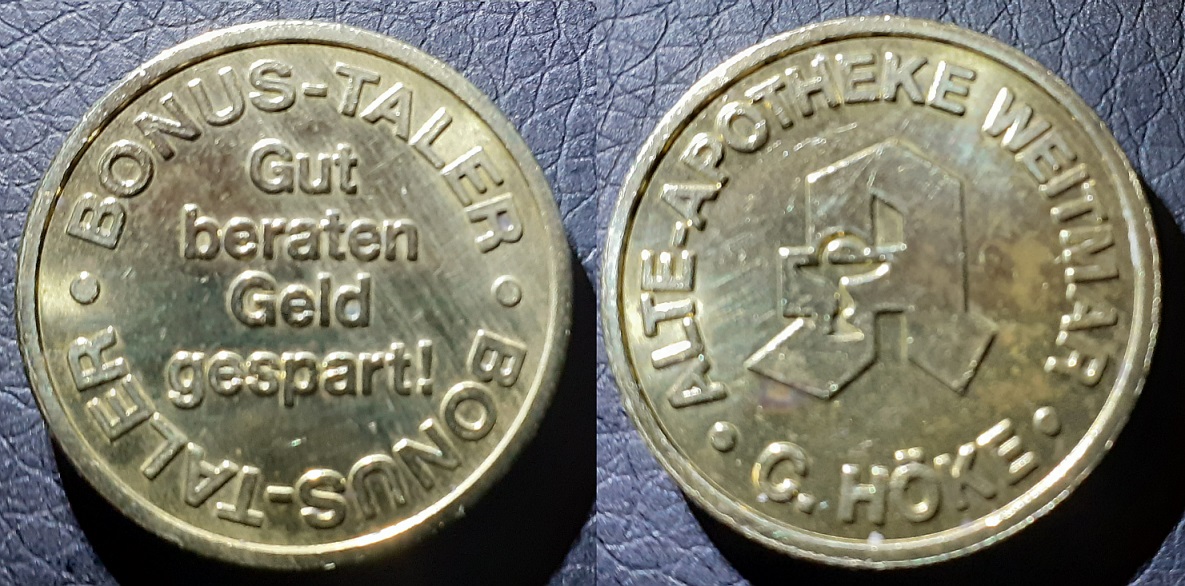 BONUS-TALER • BONUS-TALER •
Gut
beraten
Geld
gespart!
ALTE-APOTHEKE WEITMAR
• C. HÖKE •